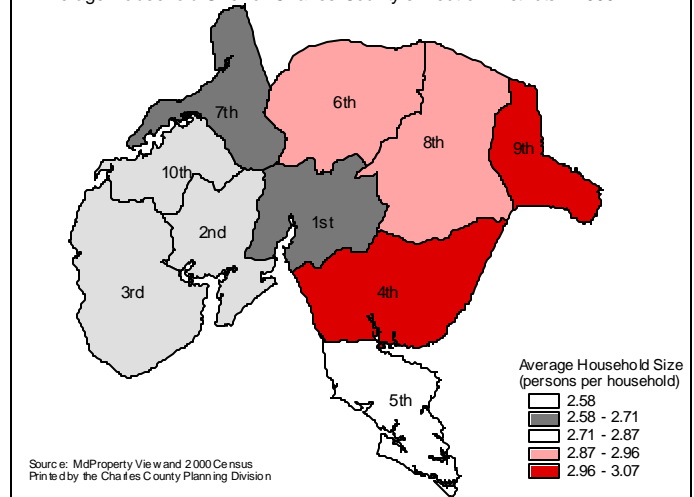 7th
6th
8th
9th
10th
1st
2nd
3rd
4th
5th
Average Household Size
(persons per household)
2.58
2.58 - 2.71
2.71 - 2.87
2.87 - 2.96
2.96 - 3.07
Source: MdProperty View and 2000 Census
Printed by the Charles County Planning Division